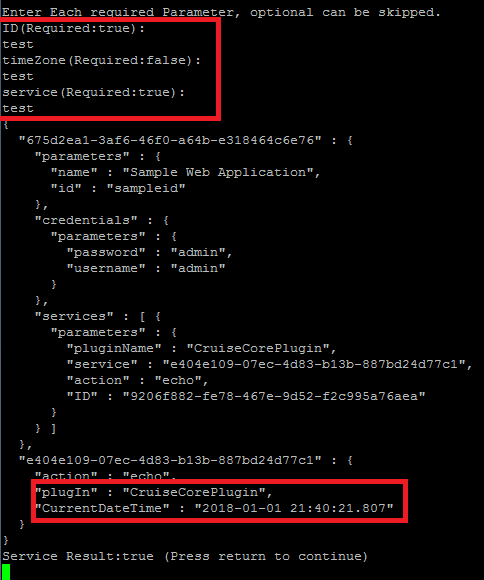 Enter Each required Parameter, optional can be skipped.
ID(Required:true):
test
timeZone(Required:false):
test
service(Required:true):
test
{
"675d2ea1-3af6-46f0-a64b-e318464c6e76" : {
"parameters" : {
"name" : "Sample Web Application",
"id" : "sampleid"
},
"credentials" : {
"parameters" : {
"password" : "admin",
"username" : "admin"
}
},
"services" : [ {
"parameters" : {
"pluginName" : "CruiseCorePlugin",
"service" : "e404e109-07ec-4d83-b13b-887bd24d77c1",
"action" : "echo",
"ID" : "9206f882-fe78-467e-9d52-f2c995a76aea"
}
} ]
},
"e404e109-07ec-4d83-b13b-887bd24d77c1" : {
"action" : "echo",
"plugIn" : "CruiseCorePlugin",
"CurrentDateTime" : "2018-01-01 21:40:21.807"
}
}
Service Result:true (Press return to continue)